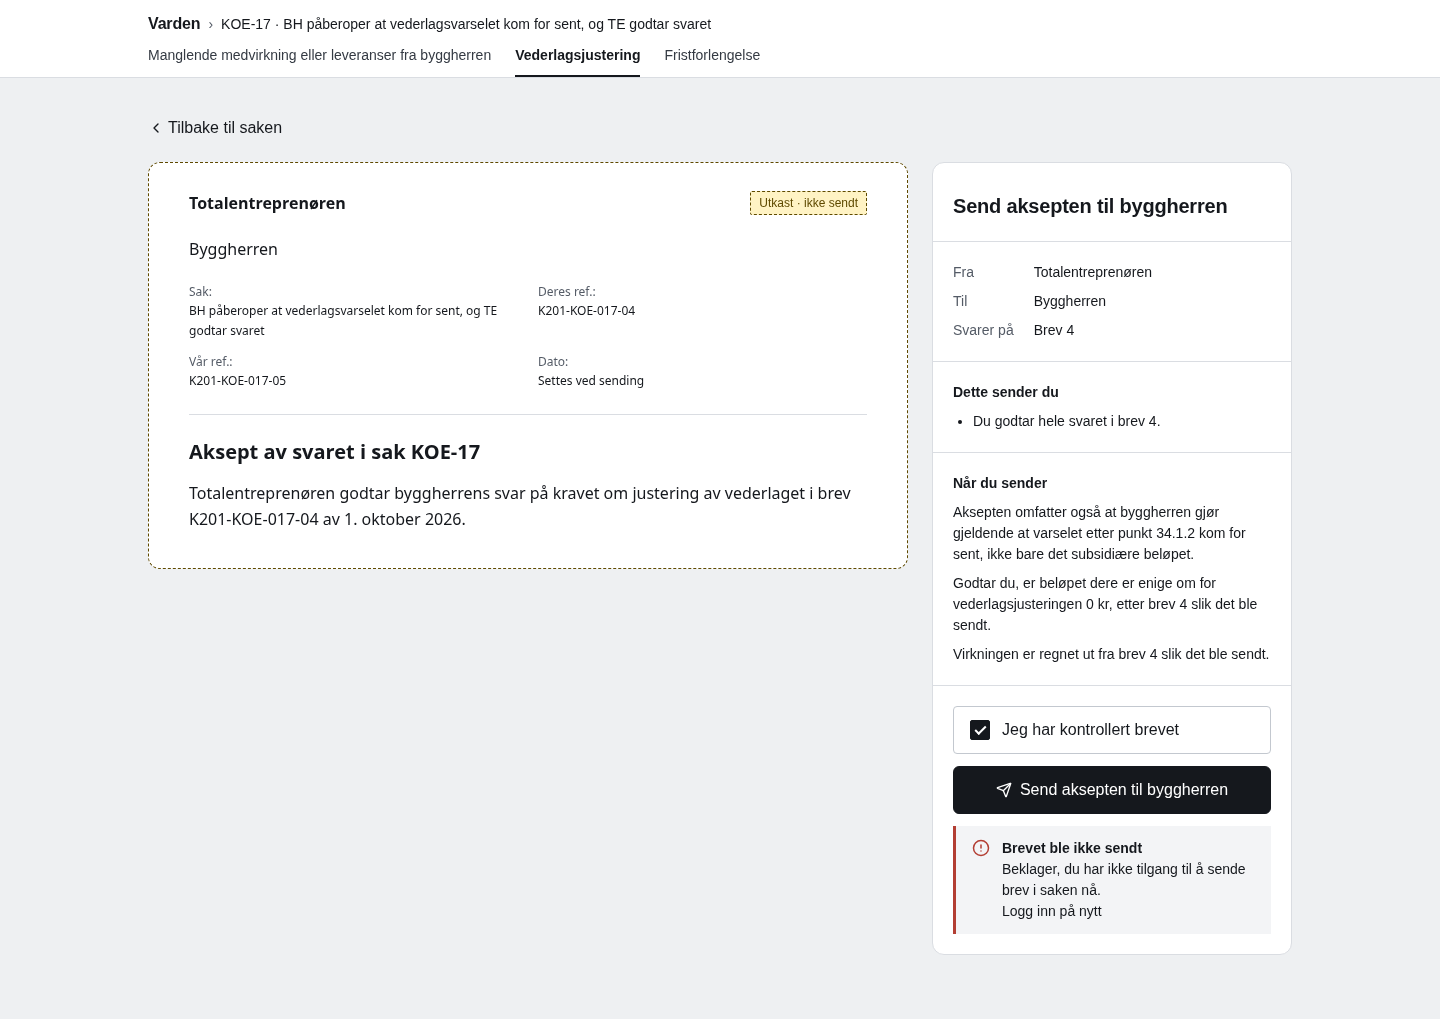 Varden › KOE-17 · BH påberoper at vederlagsvarselet kom for sent, og TE godtar svaret
Manglende medvirkning eller leveranser fra byggherren Vederlagsjustering Fristforlengelse
Tilbake til saken
Totalentreprenøren
Utkast · ikke sendt
Byggherren
Sak:
BH påberoper at vederlagsvarselet kom for sent, og TE
godtar svaret
Deres ref.:
K201-KOE-017-04
Vår ref.:
K201-KOE-017-05
Dato:
Settes ved sending
Aksept av svaret i sak KOE-17
Totalentreprenøren godtar byggherrens svar på kravet om justering av vederlaget i brev
K201-KOE-017-04 av 1. oktober 2026.
Send aksepten til byggherren
Fra Totalentreprenøren
Til Byggherren
Svarer på Brev 4
Dette sender du
• Du godtar hele svaret i brev 4.
Når du sender
Aksepten omfatter også at byggherren gjør
gjeldende at varselet etter punkt 34.1.2 kom for
sent, ikke bare det subsidiære beløpet.
Godtar du, er beløpet dere er enige om for
vederlagsjusteringen 0 kr, etter brev 4 slik det ble
sendt.
Virkningen er regnet ut fra brev 4 slik det ble sendt.
Jeg har kontrollert brevet
Send aksepten til byggherren
Brevet ble ikke sendt
Beklager, du har ikke tilgang til å sende
brev i saken nå.
Logg inn på nytt